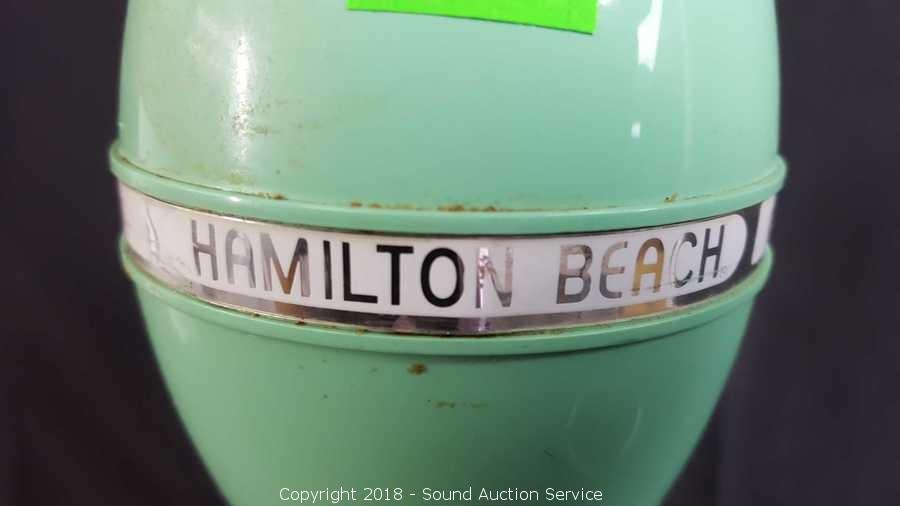 HAMILTON BEACH
Copyright 2018 - Sound Auction Service